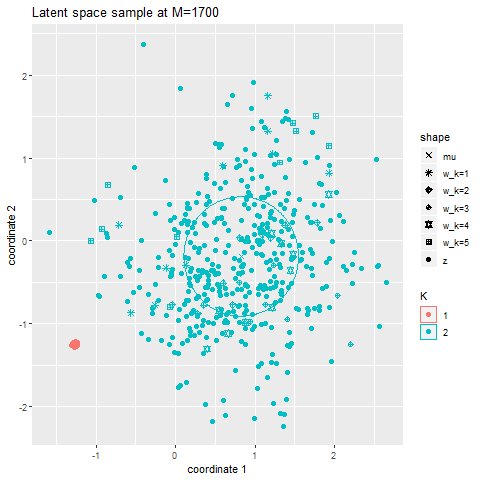 Latent space sample at M=1700
coordinate 2
2
1
0
-1
-2
-1
0
1
2
coordinate 1
shape
mu
w_k=1
w_k=2
w_k=3
w_k=4
w_k=5
z
K
1
2